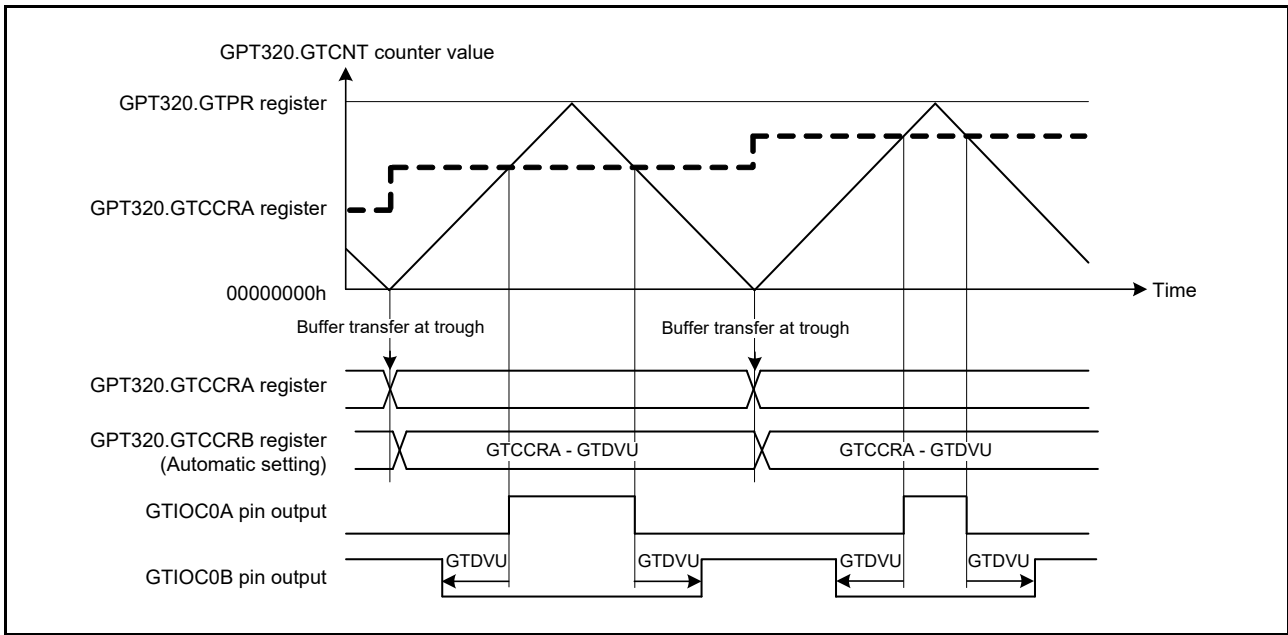 GPT320.GTCNT counter value
GPT320.GTPR register
GPT320.GTCCRA register
00000000h
Time
Buffer transfer at trough
Buffer transfer at trough
GPT320.GTCCRA register
GPT320.GTCCRB register
(Automatic setting)
GTCCRA - GTDVU
GTCCRA - GTDVU
GTIOC0A pin output
GTIOC0B pin output
GTDVU
GTDVU
GTDVU
GTDVU